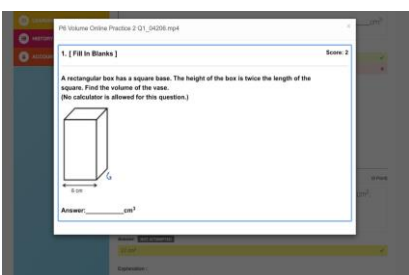 P6 Volume Online Practice 2 Q1_04206.mp4
×
1. [ Fill In Blanks ]
Score: 2
A rectangular box has a square base. The height of the box is twice the length of the
square. Find the volume of the vase.
(No calculator is allowed for this question.)
Answer:________cm³
HISTORY